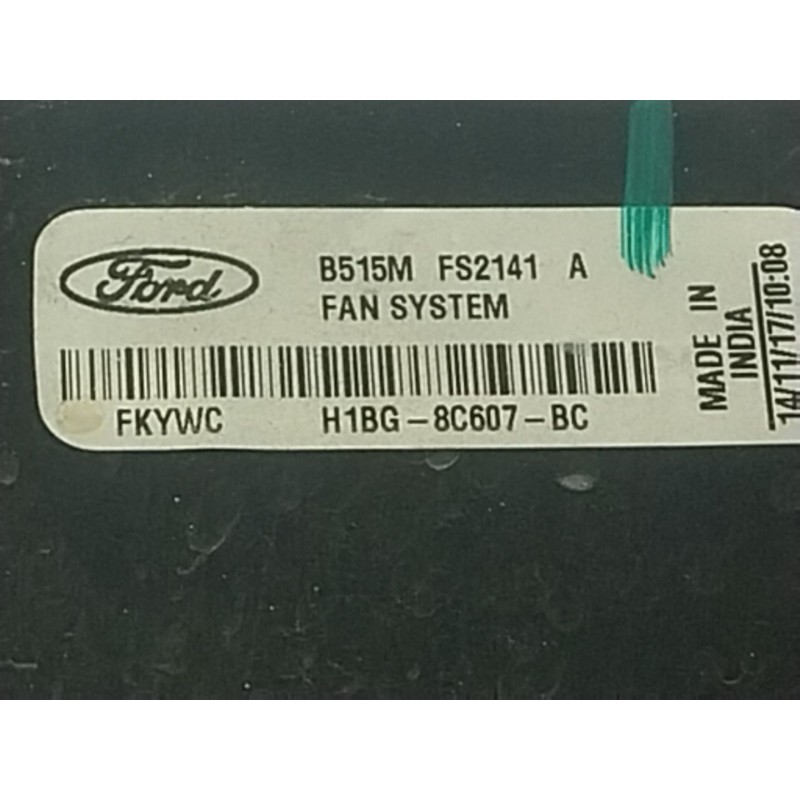 Ford
B515M FS2141 A
FAN SYSTEM
FKYWC H1BG-8C607-BC
MADE IN
INDIA
14/11/17/10:08